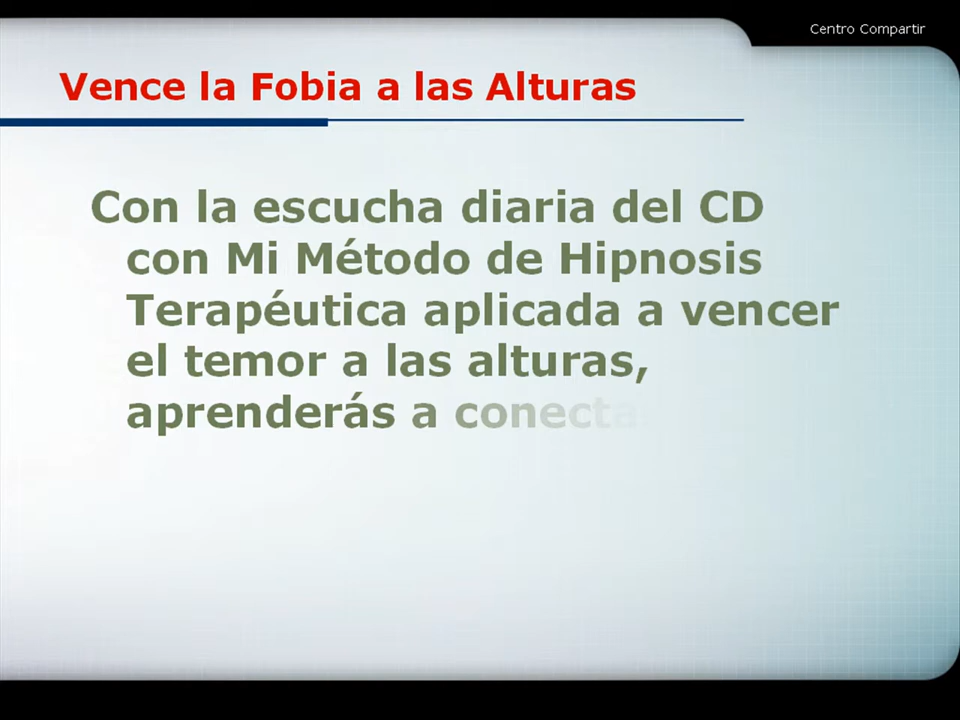 Centro Compartir
Vence la Fobia a las Alturas
Con la escucha diaria del CD
con Mi Método de Hipnosis
Terapéutica aplicada a vencer
el temor a las alturas,
aprenderás a conecta